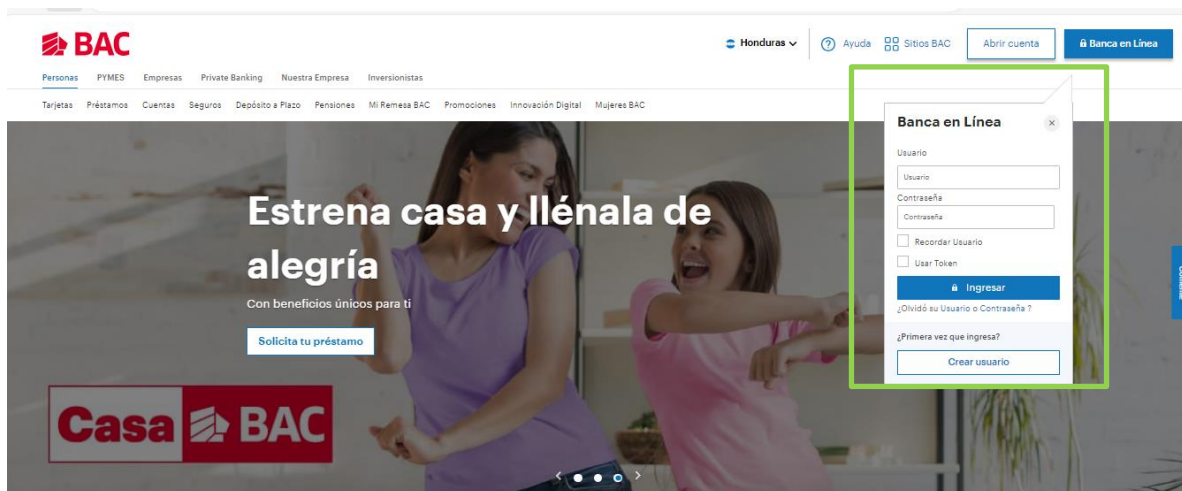 BAC
Honduras
Ayuda
Sitios BAC
Abrir cuenta
Banca en Línea
Personas PYMES Empresas Private Banking Nuestra Empresa Inversionistas
Tarjetas Préstamos Cuentas Seguros Depósito a Plazo Pensiones Mi Remesa BAC Promociones Innovación Digital Mujeres BAC
Estrena casa y llénala de
alegría
Con beneficios únicos para ti
Solicita tu préstamo
Casa BAC
Banca en Línea
Usuario
Usuario
Contraseña
Contraseña
Recordar Usuario
Usar Token
Ingresar
¿Olvidó su Usuario o Contraseña ?
¿Primera vez que ingresa?
Crear usuario